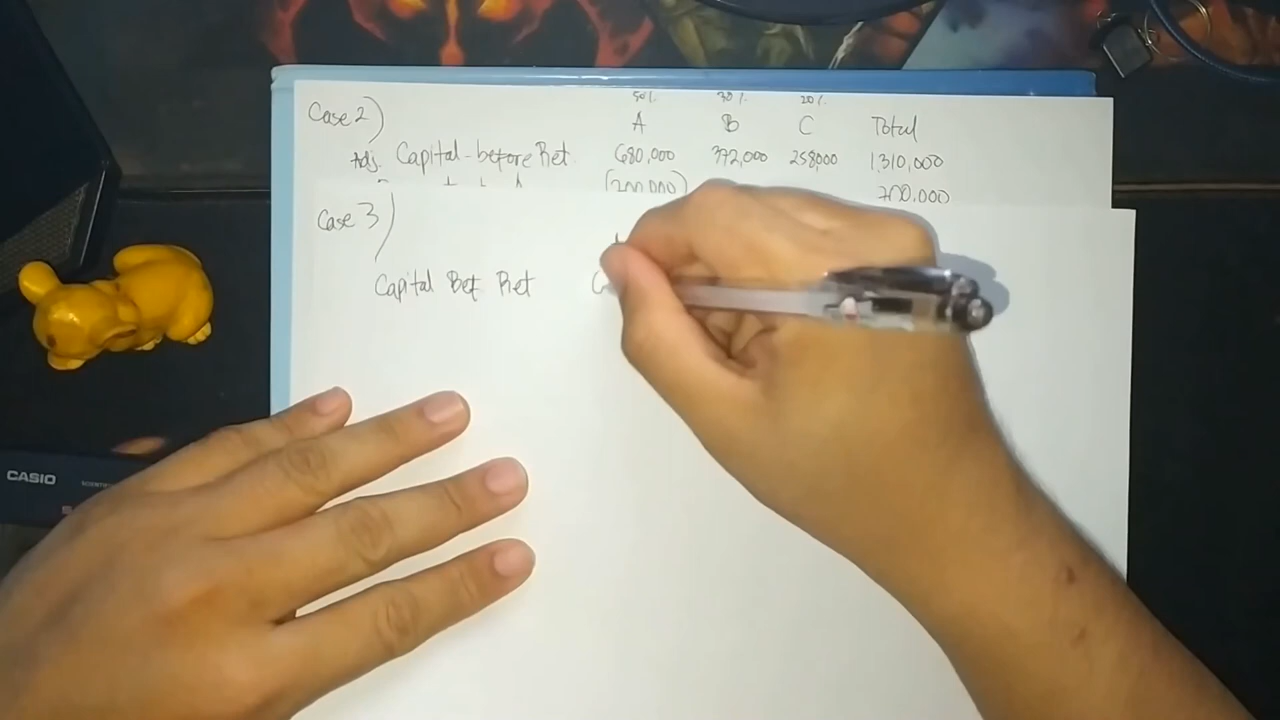 50% 30% 20%
Case 2) A B C Total
Adj. Capital before Ret 680,000 372,000 258,000 1,310,000
(200,000) 700,000
Case 3)
Capital Bef Ret
CASIO